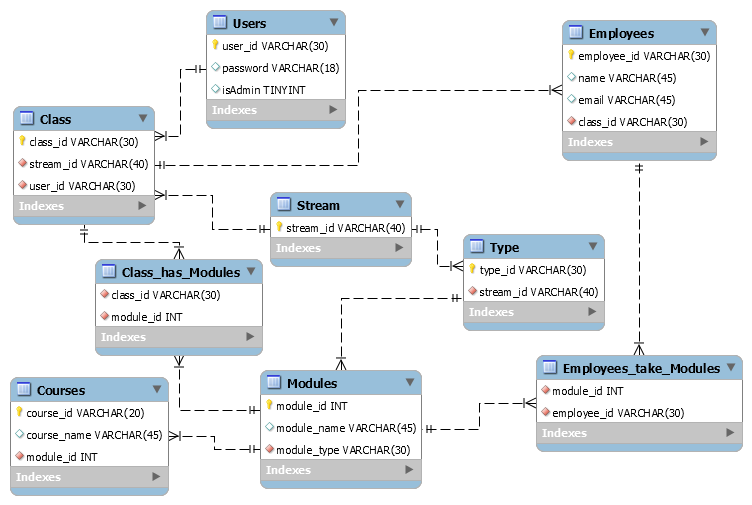 Users
user_id VARCHAR(30)
password VARCHAR(18)
isAdmin TINYINT
Indexes
Employees
employee_id VARCHAR(30)
name VARCHAR(45)
email VARCHAR(45)
class_id VARCHAR(30)
Indexes
Class
class_id VARCHAR(30)
stream_id VARCHAR(40)
user_id VARCHAR(30)
Indexes
Stream
stream_id VARCHAR(40)
Indexes
Type
type_id VARCHAR(30)
stream_id VARCHAR(40)
Indexes
Class_has_Modules
class_id VARCHAR(30)
module_id INT
Indexes
Courses
course_id VARCHAR(20)
course_name VARCHAR(45)
module_id INT
Indexes
Modules
module_id INT
module_name VARCHAR(45)
module_type VARCHAR(30)
Indexes
Employees_take_Modules
module_id INT
employee_id VARCHAR(30)
Indexes